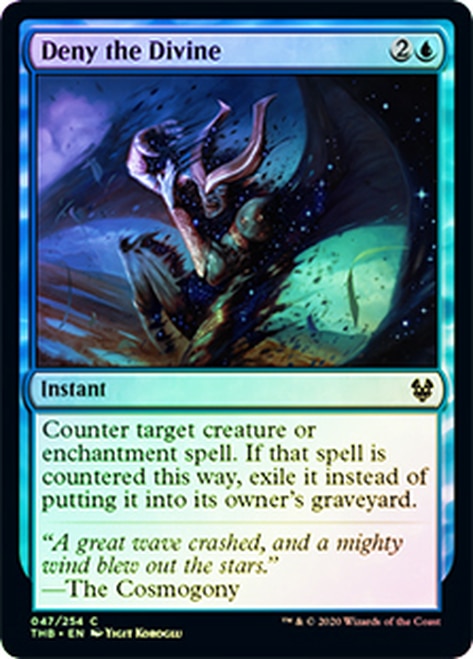 Deny the Divine 2
Instant
Counter target creature or
enchantment spell. If that spell is
countered this way, exile it instead of
putting it into its owner's graveyard.
“A great wave crashed, and a mighty
wind blew out the stars.”
—The Cosmogony
047/254 C
™ & © 2020 Wizards of the Coast
THB • EN Yigit Koroglu